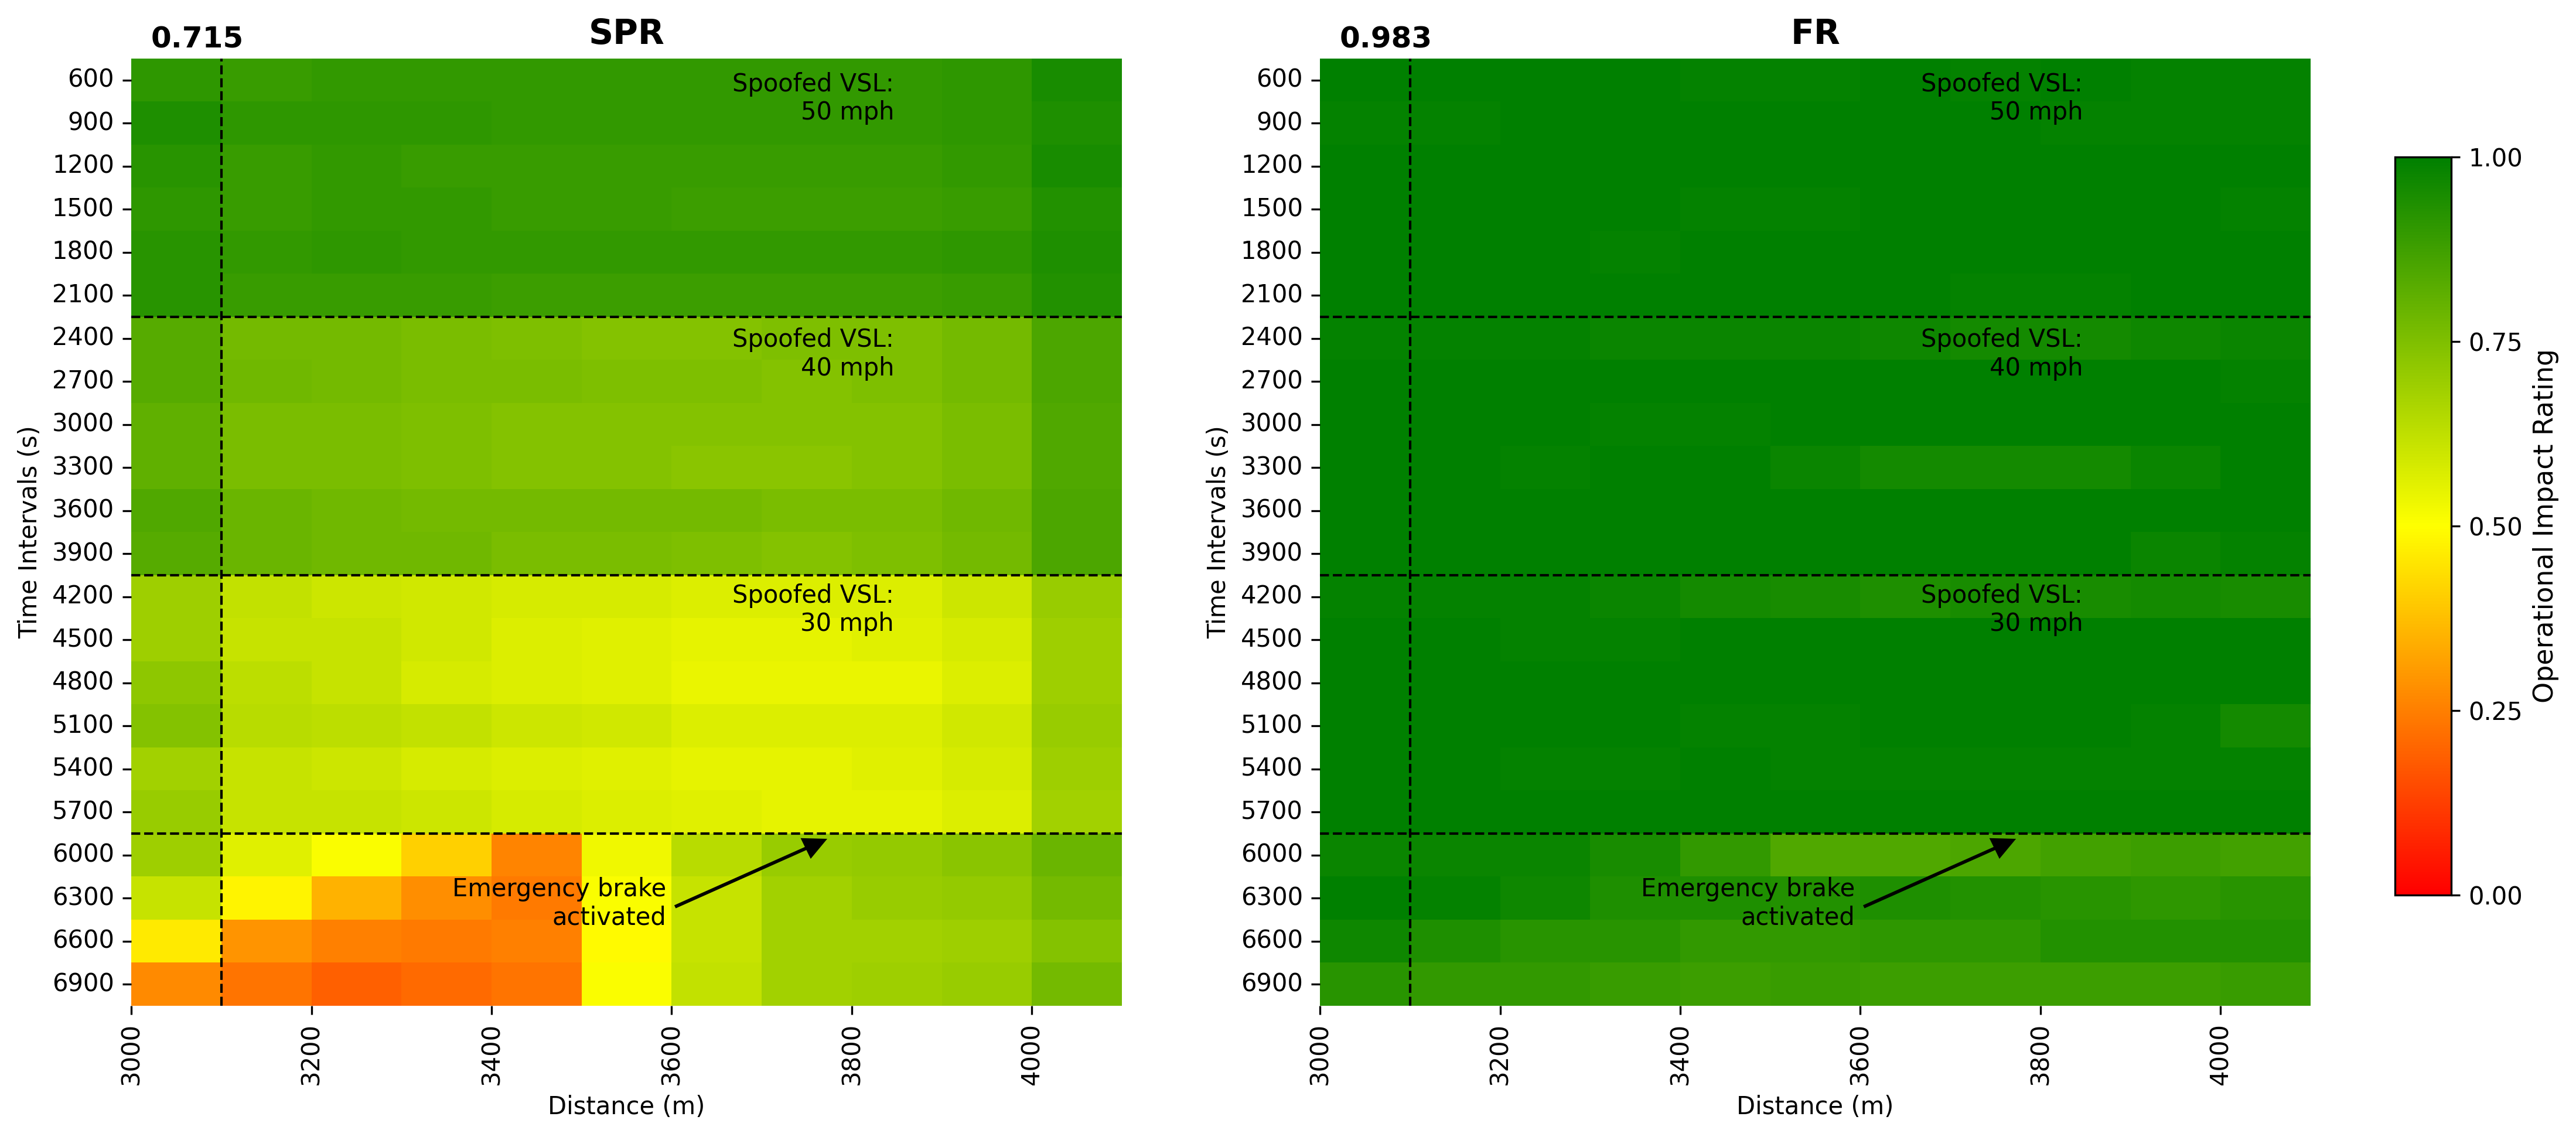 0.715
SPR
600
900
1200
1500
1800
2100
2400
2700
3000
3300
3600
3900
4200
4500
4800
5100
5400
5700
6000
6300
6600
6900
Time Intervals (s)
Spoofed VSL:
50 mph
Spoofed VSL:
40 mph
Spoofed VSL:
30 mph
Emergency brake
activated
3000
3200
3400
3600
3800
4000
Distance (m)
0.983
FR
600
900
1200
1500
1800
2100
2400
2700
3000
3300
3600
3900
4200
4500
4800
5100
5400
5700
6000
6300
6600
6900
Time Intervals (s)
Spoofed VSL:
50 mph
Spoofed VSL:
40 mph
Spoofed VSL:
30 mph
Emergency brake
activated
3000
3200
3400
3600
3800
4000
Distance (m)
1.00
0.75
0.50
0.25
0.00
Operational Impact Rating